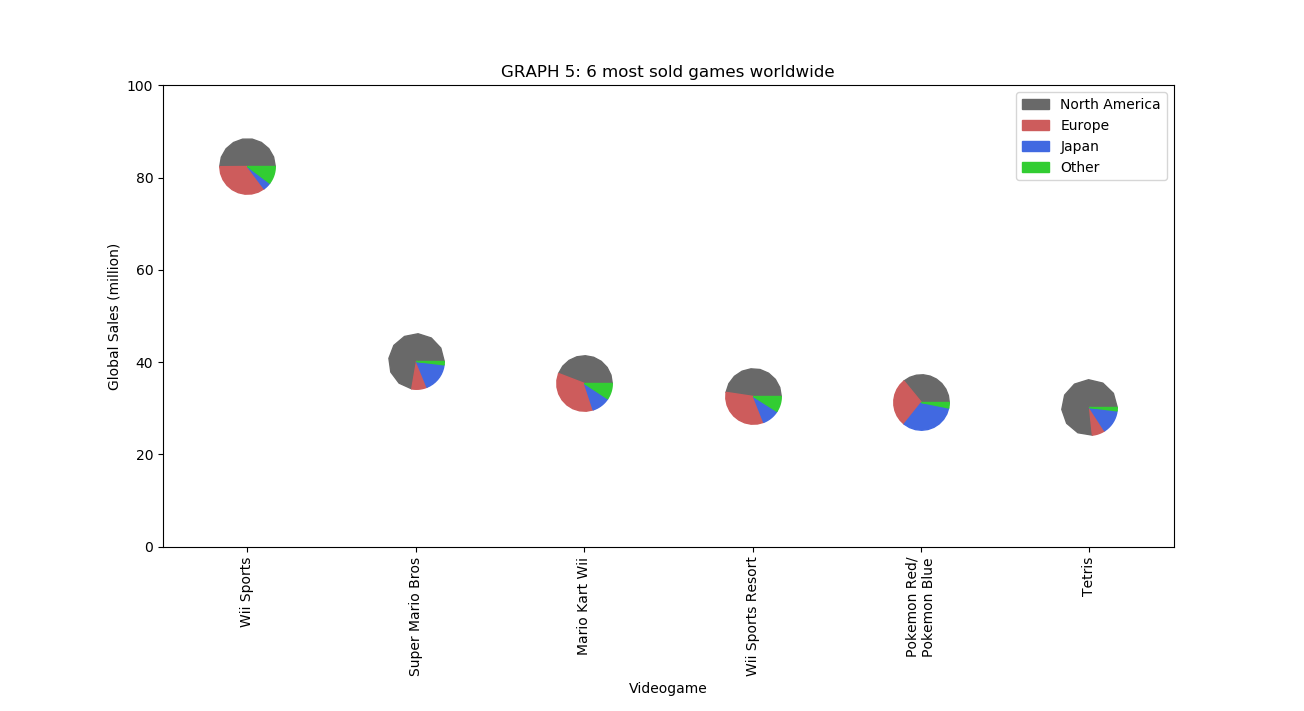 GRAPH 5: 6 most sold games worldwide
100
80
60
40
20
0
Global Sales (million)
North America
Europe
Japan
Other
Wii Sports
Super Mario Bros
Mario Kart Wii
Wii Sports Resort
Pokemon Red/
Pokemon Blue
Tetris
Videogame